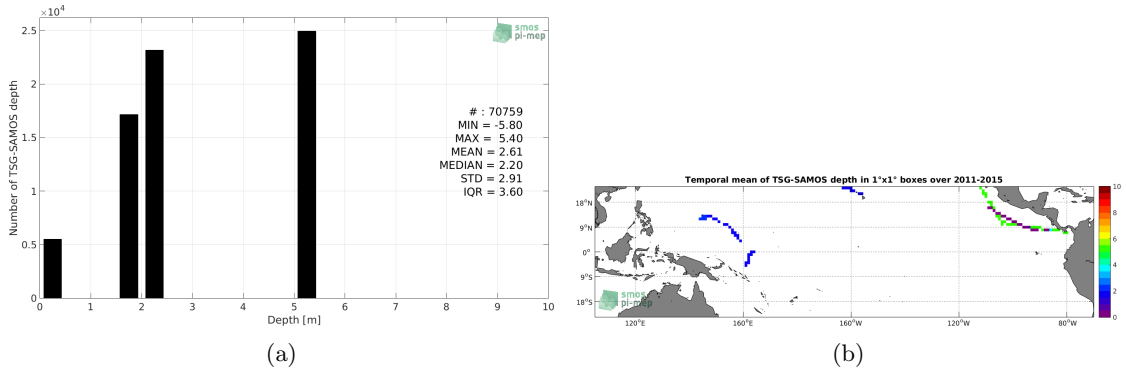 ×10⁴
2.5
2
1.5
1
0.5
0
0 1 2 3 4 5 6 7 8 9 10
Number of TSG-SAMOS depth
Depth [m]
smos
pi-mep
# : 70759
MIN = -5.80
MAX = 5.40
MEAN = 2.61
MEDIAN = 2.20
STD = 2.91
IQR = 3.60
(a)
Temporal mean of TSG-SAMOS depth in 1°x1° boxes over 2011-2015
18°N
9°N
0°
9°S
18°S
120°E 160°E 160°W 120°W 80°W
smos
pi-mep
10
8
6
4
2
0
(b)